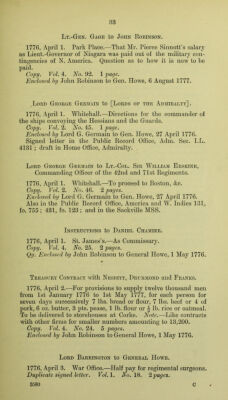 33
Lt.-Gen. Gage to John Robinson.
1776, April 1. Park Place.—That Mr. Pierre Sinnott's salary
as Lieut.-Governor of Niagara was paid out of the military con-
tingencies of N. America. Question as to how it is now to be
paid.
Copy. Vol. 4. No. 92. 1 page.
Enclosed by John Robinson to Gen. Howe, 6 August 1777.
Lord George Germain to [Lords of the Admiralty].
1776, April 1. Whitehall.—Directions for the commander of
the ships conveying the Hessians and the Guards.
Copy. Vol. 2. No. 45. 1 page.
Enclosed by Lord G. Germain to Gen. Howe, 27 April 1776.
Signed letter in the Public Record Office, Adm. Sec. I.L.
4131; draft in Home Office, Admiralty.
Lord George Germain to Lt.-Col. Sir William Erskine,
Commanding Officer of the 42nd and 71st Regiments.
1776, April 1. Whitehall.—To proceed to Boston, &c.
Copy. Vol. 2. No. 46. 2 pages.
Enclosed by Lord G. Germain to Gen. Howe, 27 April 1776.
Also in the Public Record Office, America and W. Indies 131,
fo. 755; 421, fo. 123; and in the Sackville MSS.
Instructions to Daniel Chamier.
1776, April 1. St. James's.—As Commissary.
Copy. Vol. 4. No. 25. 2 pages.
Qy. Enclosed by John Robinson to General Howe, 1 May 1776.
Treasury Contract with Nesbitt, Drummond and Franks.
1776, April 2.—For provisions to supply twelve thousand men
from 1st January 1776 to 1st May 1777, for each person for
seven days successively 7 lbs. bread or flour, 7 lbs. beef or 4 of
pork, 6 oz. butter, 3 pts. pease, 1 lb. flour or ½ lb. rice or oatmeal.
To be delivered to storehouses at Corke. Note.—Like contracts
with other firms for smaller numbers amounting to 13,200.
Copy. Vol. 4. No. 24. 5 pages.
Enclosed by John Robinson to General Howe, 1 May 1776.
Lord Barrington to General Howe.
1776, April 3. War Office.—Half pay for regimental surgeons.
Duplicate signed letter. Vol. 1. No. 18. 2 pages.
C